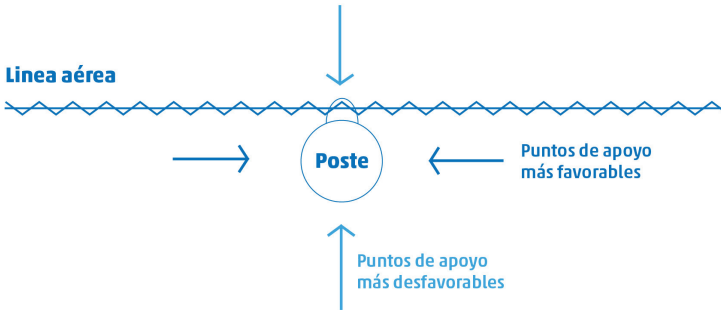 Linea aérea
Poste
Puntos de apoyo
más favorables
Puntos de apoyo
más desfavorables